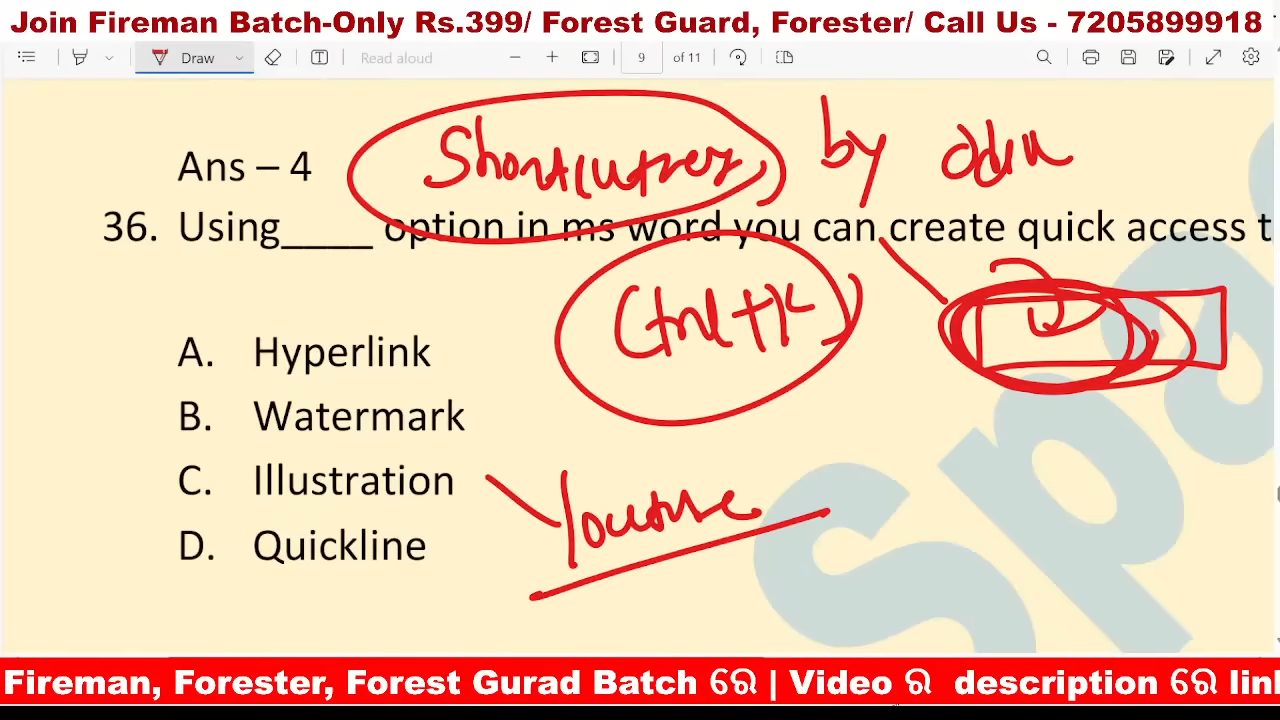 Join Fireman Batch-Only Rs.399/ Forest Guard, Forester/ Call Us - 7205899918
Draw
Read aloud
9 of 11
Ans – 4
by
36. Using____ option in ms word you can create quick access t
A. Hyperlink
B. Watermark
C. Illustration
D. Quickline
Ctrl+K
Fireman, Forester, Forest Gurad Batch ରେ | Video ର description ରେ lin